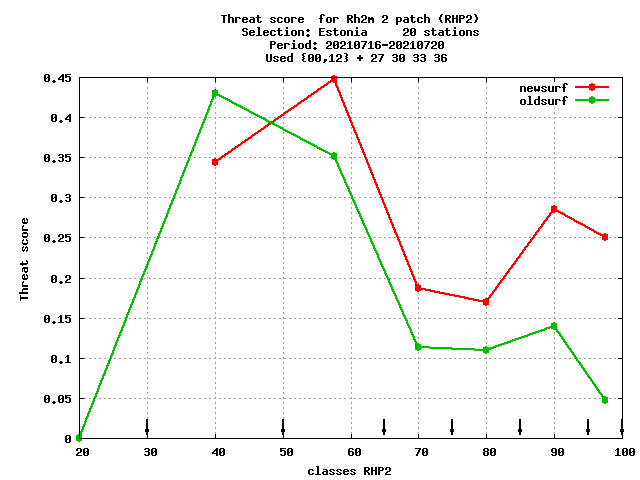 Threat score  for Rh2m 2 patch (RHP2)
Selection: Estonia     20 stations
Period: 20210716-20210720
Used {00,12} + 27 30 33 36
newsurf
oldsurf
0.45
0.4
0.35
0.3
0.25
0.2
0.15
0.1
0.05
0
Threat score
20 30 40 50 60 70 80 90 100
classes RHP2